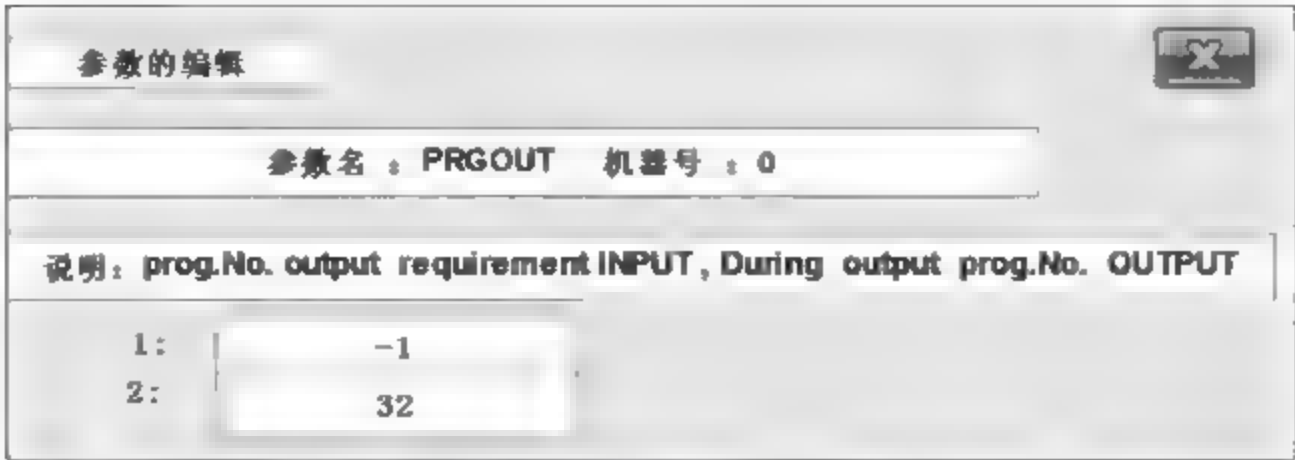 参数的编辑
X
参数名：PRGOUT 机器号：0
说明：prog.No. output requirement INPUT, During output prog.No. OUTPUT
1: -1
2: 32